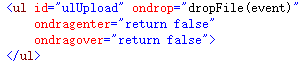 <ul id="ulUpload" ondrop="dropFile(event)"
ondragenter="return false"
ondragover="return false">
</ul>